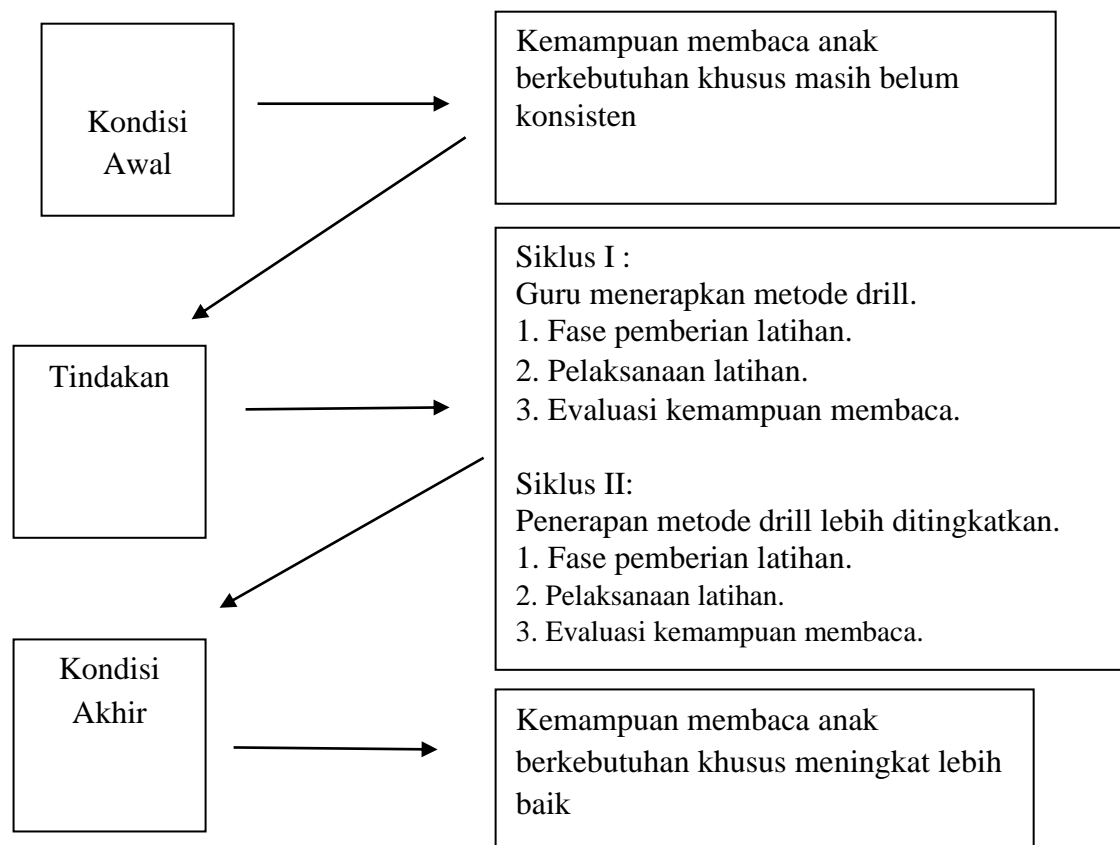 Kondisi
Awal
Kemampuan membaca anak
berkebutuhan khusus masih belum
konsisten
Tindakan
Siklus I :
Guru menerapkan metode drill.
1. Fase pemberian latihan.
2. Pelaksanaan latihan.
3. Evaluasi kemampuan membaca.
Siklus II:
Penerapan metode drill lebih ditingkatkan.
1. Fase pemberian latihan.
2. Pelaksanaan latihan.
3. Evaluasi kemampuan membaca.
Kondisi
Akhir
Kemampuan membaca anak
berkebutuhan khusus meningkat lebih
baik